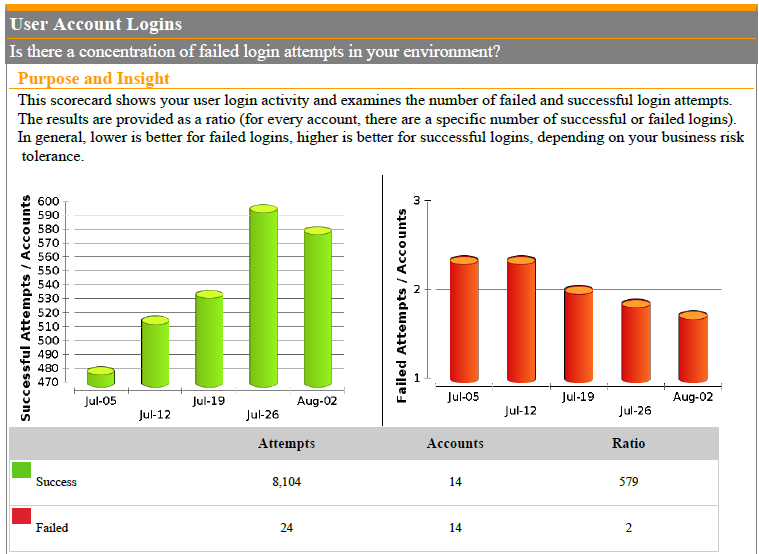 User Account Logins
Is there a concentration of failed login attempts in your environment?
Purpose and Insight
This scorecard shows your user login activity and examines the number of failed and successful login attempts.
The results are provided as a ratio (for every account, there are a specific number of successful or failed logins).
In general, lower is better for failed logins, higher is better for successful logins, depending on your business risk
tolerance.
Successful Attempts / Accounts
600
590
580
570
560
550
540
530
520
510
500
490
480
470
Jul-05
Jul-12
Jul-19
Jul-26
Aug-02
Failed Attempts / Accounts
3
2
1
Jul-05
Jul-12
Jul-19
Jul-26
Aug-02
Attempts Accounts Ratio
Success 8,104 14 579
Failed 24 14 2